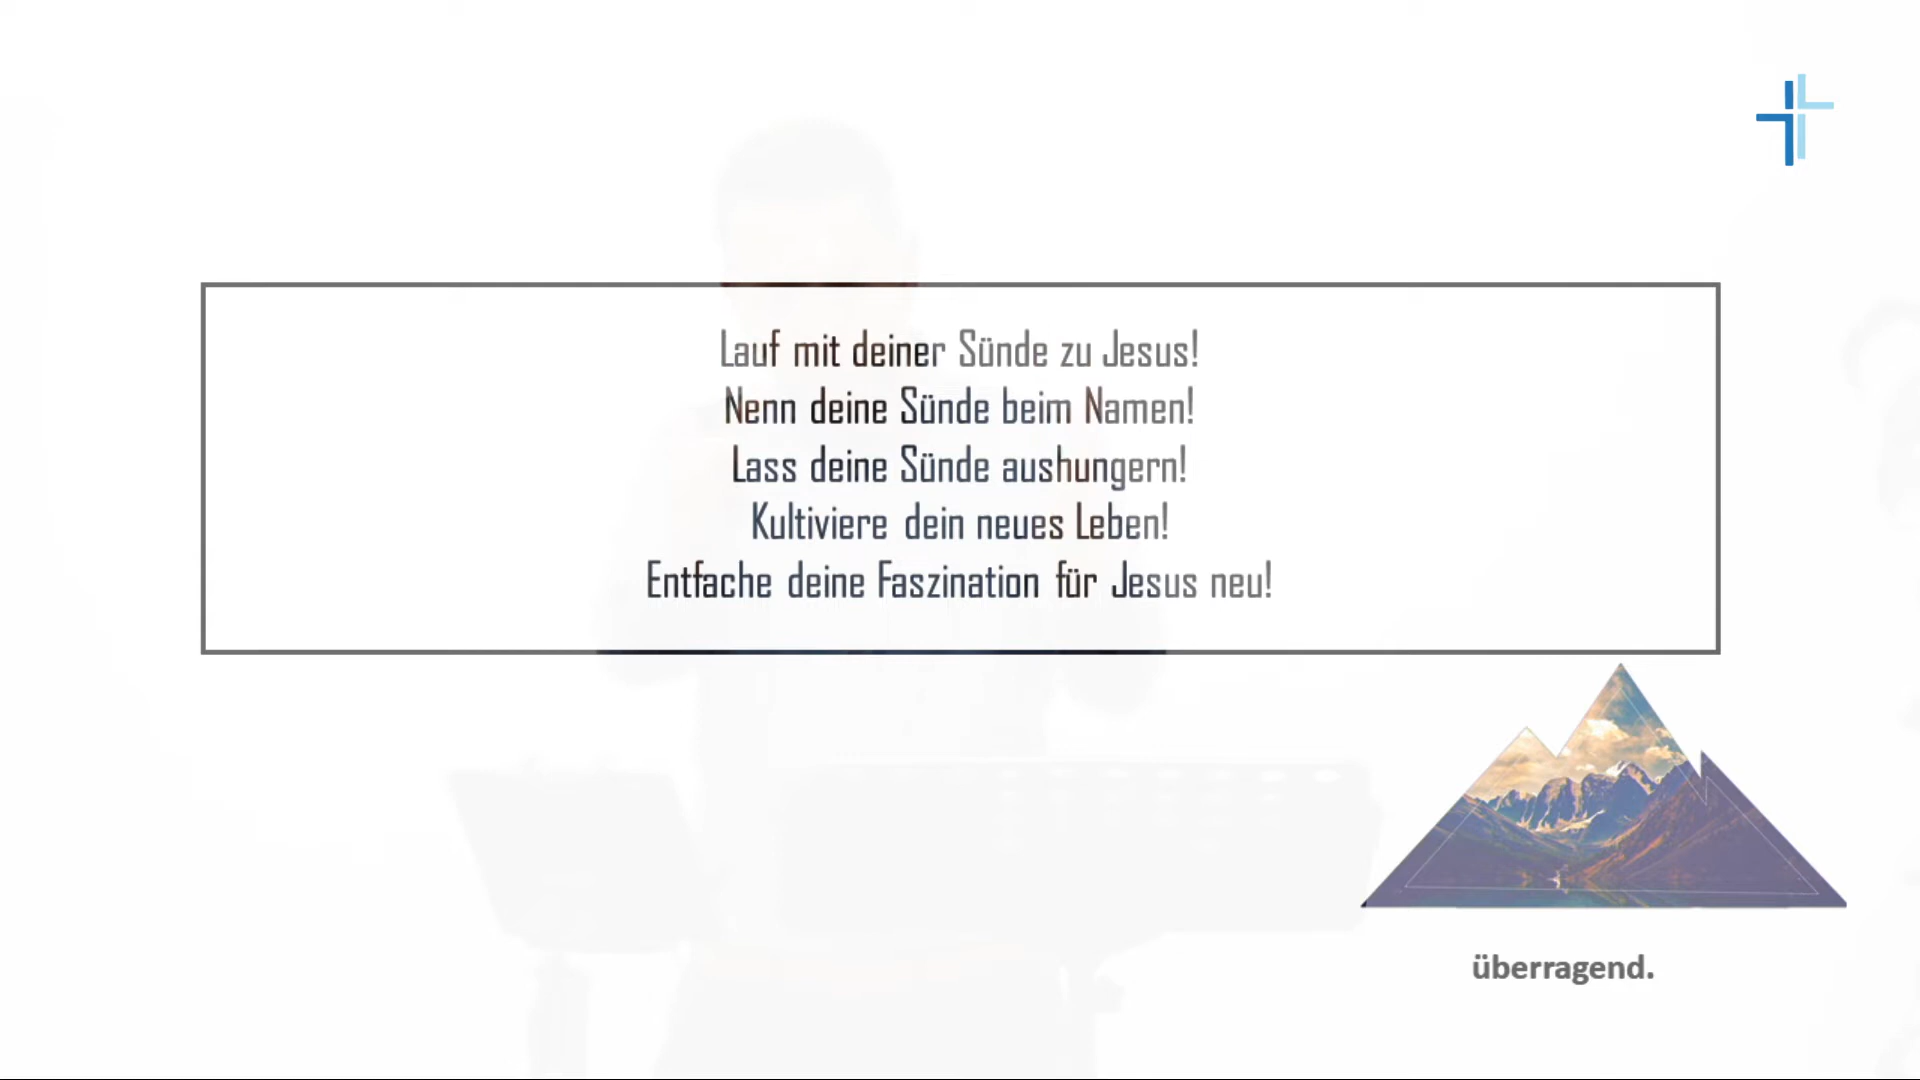 Lauf mit deiner Sünde zu Jesus!
Nenn deine Sünde beim Namen!
Lass deine Sünde aushungern!
Kultiviere dein neues Leben!
Entfache deine Faszination für Jesus neu!
überragend.